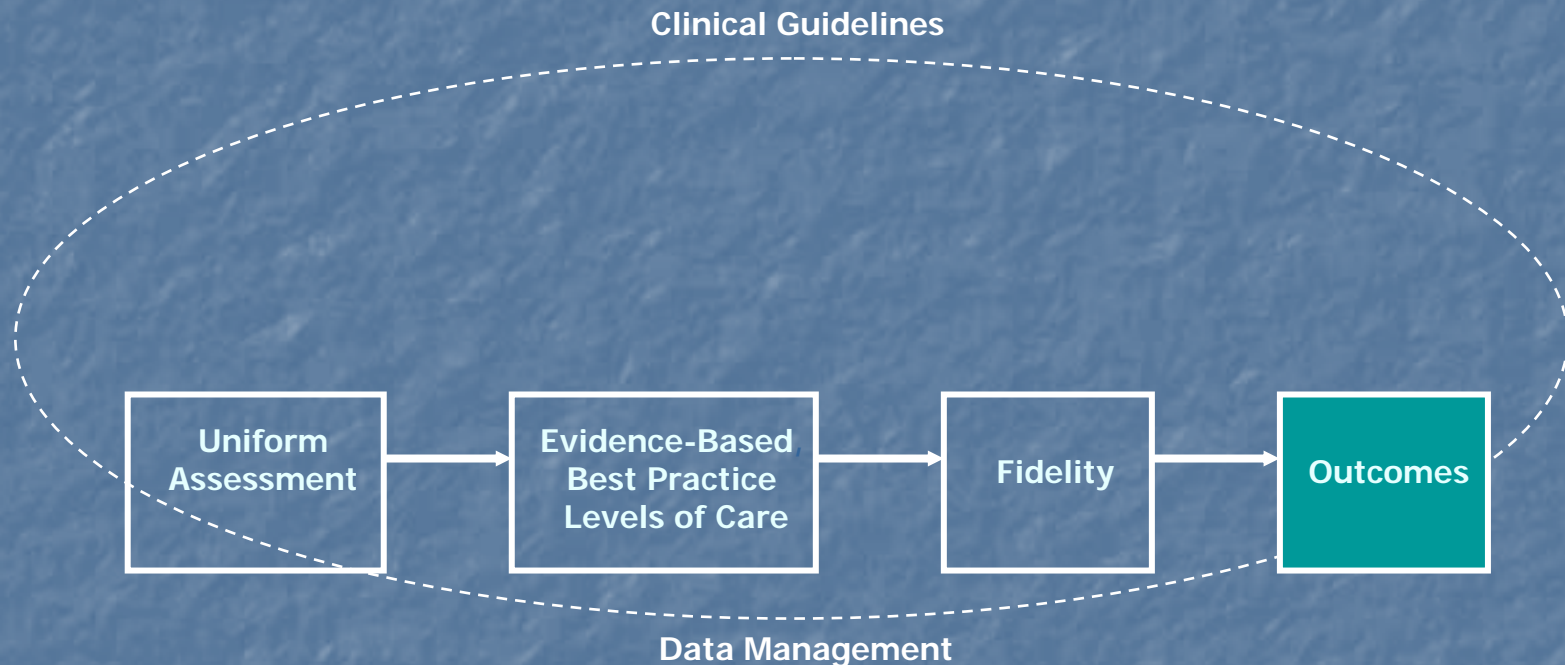 Clinical Guidelines
Uniform
Assessment
Evidence-Based,
Best Practice
Levels of Care
Fidelity
Outcomes
Data Management